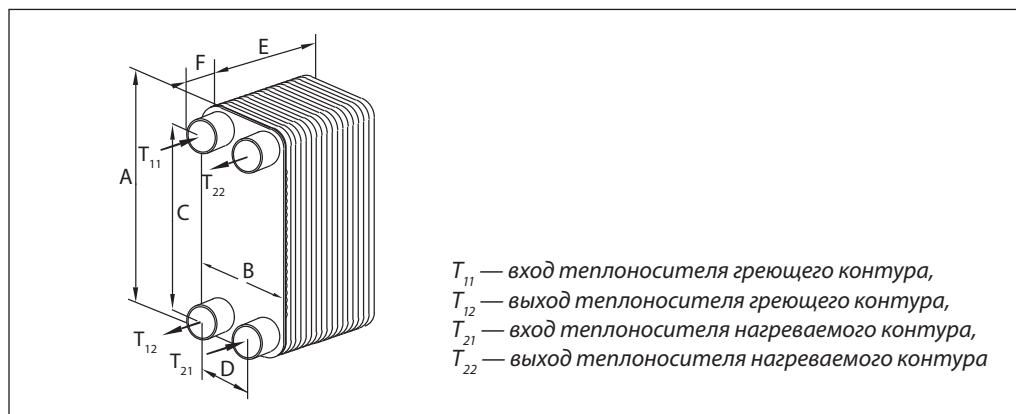 E
F
T₁₁
A
T₂₂
C
B
T₁₂
T₂₁
D
T₁₁ — вход теплоносителя греющего контура,
T₁₂ — выход теплоносителя греющего контура,
T₂₁ — вход теплоносителя нагреваемого контура,
T₂₂ — выход теплоносителя нагреваемого контура